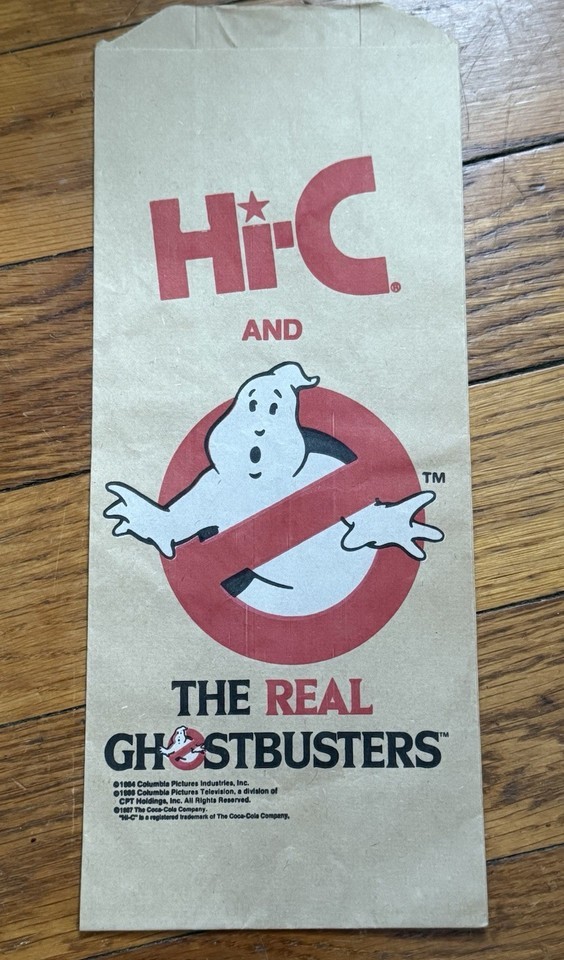 Hi-C®
AND
TM
THE REAL
GHOSTBUSTERS™
©1984 Columbia Pictures Industries, Inc.
©1986 Columbia Pictures Television, a division of
CPT Holdings, Inc. All Rights Reserved.
©1987 The Coca-Cola Company.
"Hi-C" is a registered trademark of The Coca-Cola Company,